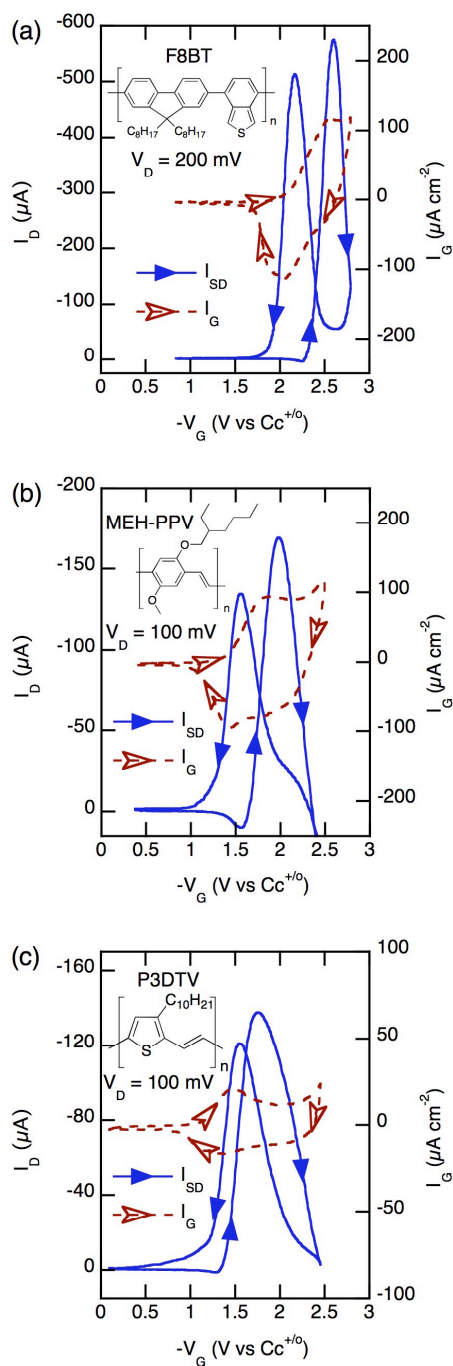 (a)
F8BT
S
n
C8H17 C8H17
V_D = 200 mV
I_SD
I_G
-600
-500
-400
-300
-200
-100
0
I_D (µA)
200
100
0
-100
-200
I_G (µA cm⁻²)
0 0.5 1 1.5 2 2.5 3
-V_G (V vs Cc⁺/⁰)
(b)
MEH-PPV
O
O
n
V_D = 100 mV
I_SD
I_G
-200
-150
-100
-50
0
I_D (µA)
200
100
0
-100
-200
I_G (µA cm⁻²)
0 0.5 1 1.5 2 2.5 3
-V_G (V vs Cc⁺/⁰)
(c)
P3DTV
C₁₀H₂₁
S
n
V_D = 100 mV
I_SD
I_G
-160
-120
-80
-40
0
I_D (µA)
100
50
0
-50
-100
I_G (µA cm⁻²)
0 0.5 1 1.5 2 2.5 3
-V_G (V vs Cc⁺/⁰)